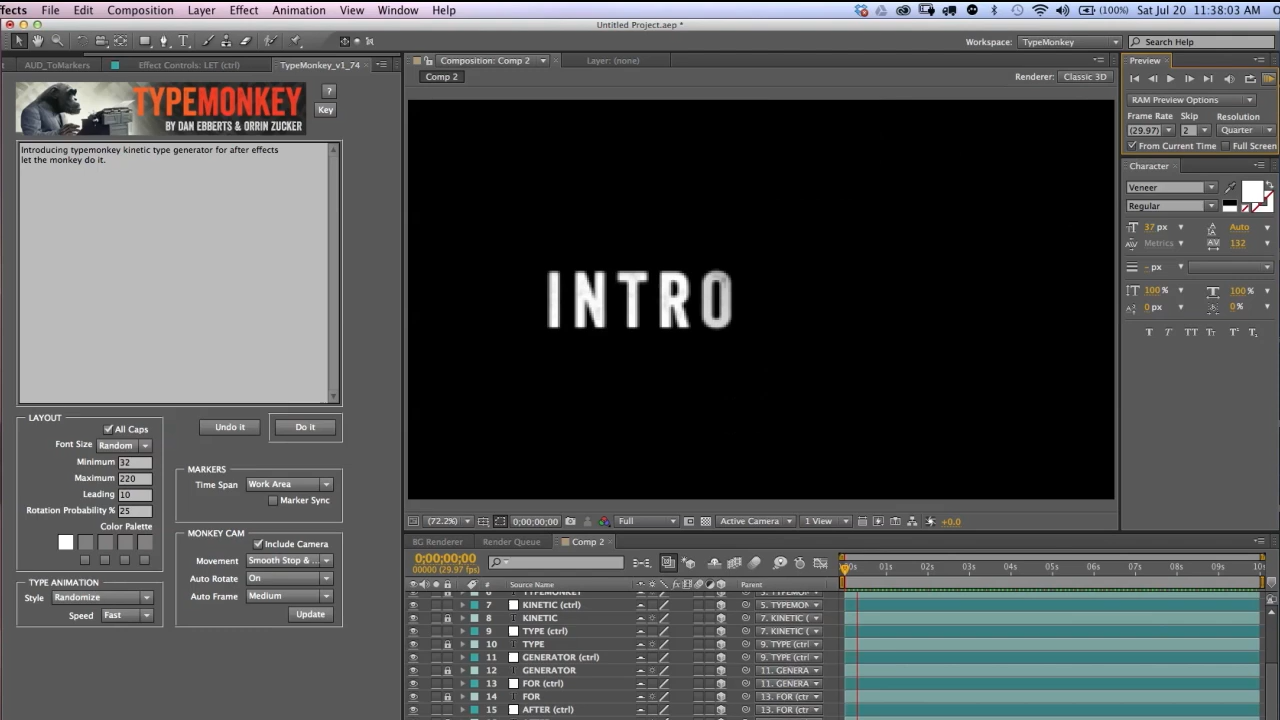 ffects File Edit Composition Layer Effect Animation View Window Help (100%) Sat Jul 20 11:38:03 AM
Untitled Project.aep *
Workspace: TypeMonkey Search Help
AUD_ToMarkers Effect Controls: LET (ctrl) TypeMonkey_v1_74
Composition: Comp 2 Layer: (none)
Preview
Comp 2
Renderer: Classic 3D
TYPEMONKEY
BY DAN EBBERTS & ORRIN ZUCKER
?
Key
Introducing typemonkey kinetic type generator for after effects
let the monkey do it.
INTRO
RAM Preview Options
Frame Rate Skip Resolution
(29.97) 2 Quarter
From Current Time Full Screen
Character
Veneer
Regular
37 px Auto
Metrics 132
- px
100 % 100 %
0 px 0 %
T T TT TT T T
LAYOUT
All Caps
Font Size Random
Minimum 32
Maximum 220
Leading 10
Rotation Probability % 25
Color Palette
TYPE ANIMATION
Style Randomize
Speed Fast
Undo it Do it
MARKERS
Time Span Work Area
Marker Sync
MONKEY CAM
Include Camera
Movement Smooth Stop & ...
Auto Rotate On
Auto Frame Medium
Update
(72.2%) 0;00;00;00 Full Active Camera 1 View +0.0
BG Renderer Render Queue Comp 2
0;00;00;00
00000 (29.97 fps)
00s 01s 02s 03s 04s 05s 06s 07s 08s 09s 10s
# Source Name Parent
7 KINETIC (ctrl) 5. TYPEMON
8 KINETIC 7. KINETIC (
9 TYPE (ctrl) 7. KINETIC (
10 TYPE 9. TYPE (ctrl
11 GENERATOR (ctrl) 9. TYPE (ctrl
12 GENERATOR 11. GENERA
13 FOR (ctrl) 11. GENERA
14 FOR 13. FOR (ctr
15 AFTER (ctrl) 13. FOR (ctr